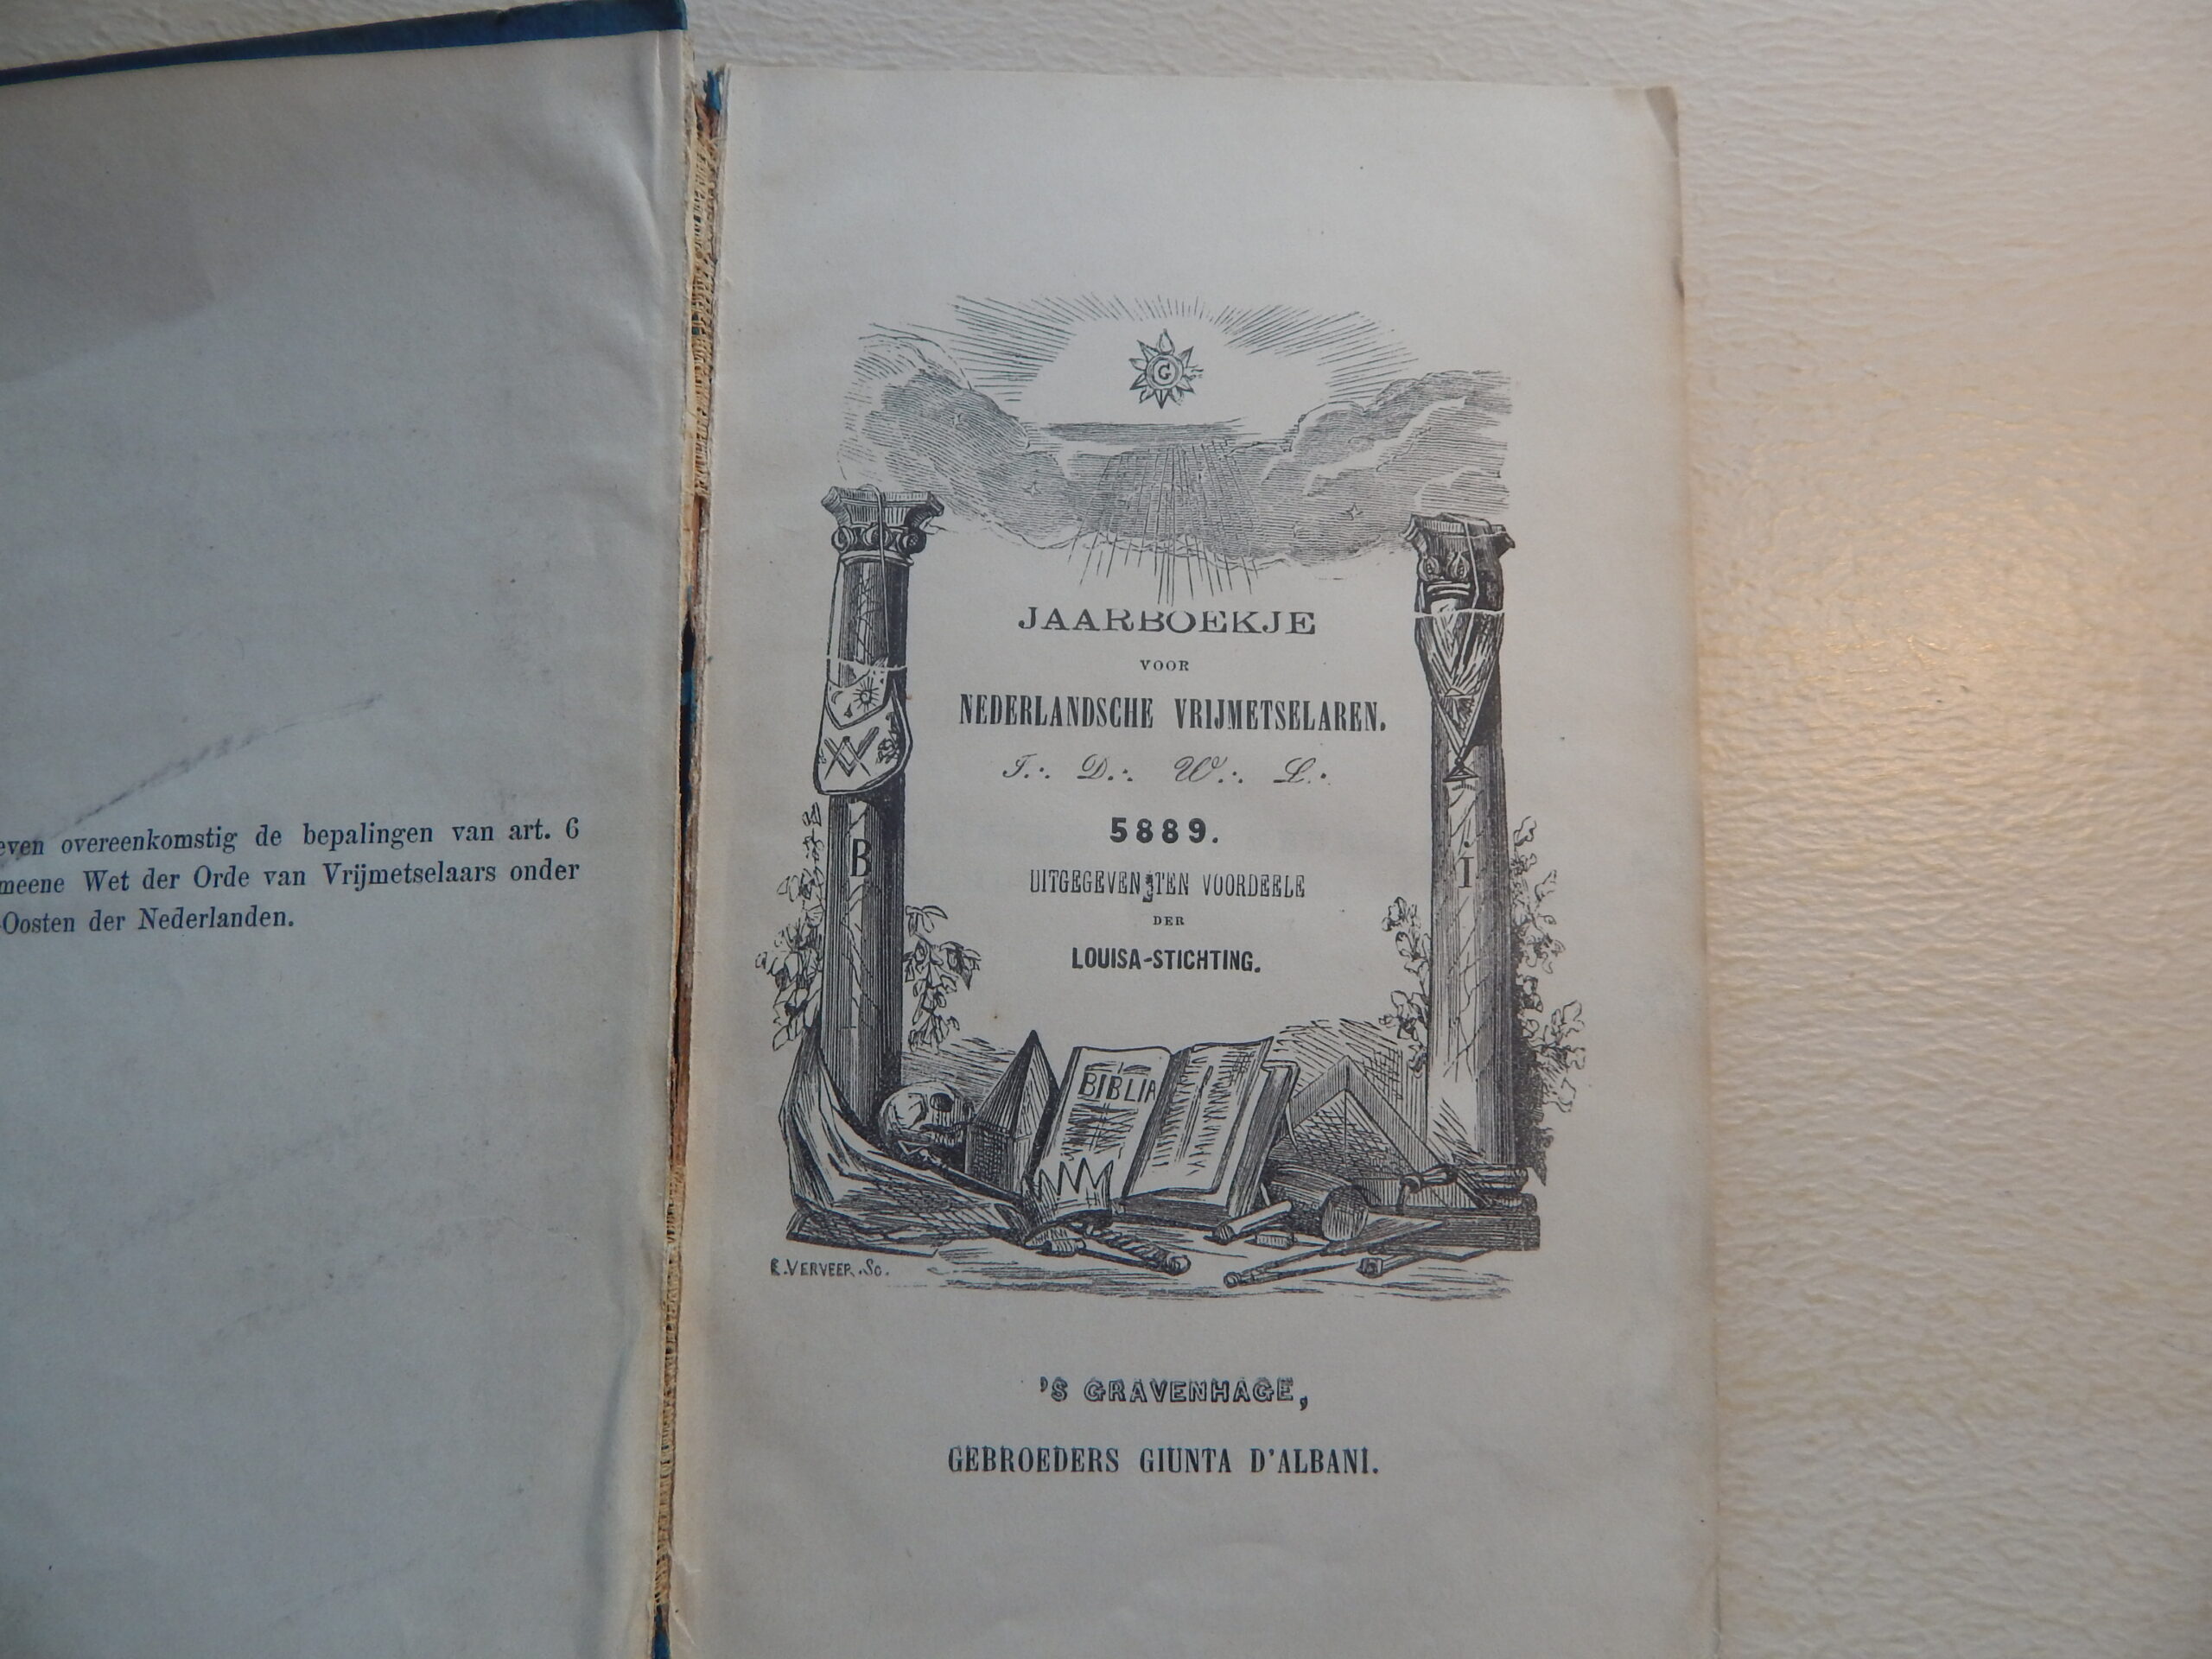 even overeenkomstig de bepalingen van art. 6
meene Wet der Orde van Vrijmetselaars onder
-Oosten der Nederlanden.
G
JAARBOEKJE
VOOR
NEDERLANDSCHE VRIJMETSELAREN.
I∴ D∴ W∴ L∴
5889.
UITGEGEVEN TEN VOORDEELE
DER
LOUISA-STICHTING.
B
I
BIBLIA
E.VERVEER.Sc.
'S GRAVENHAGE,
GEBROEDERS GIUNTA D'ALBANI.